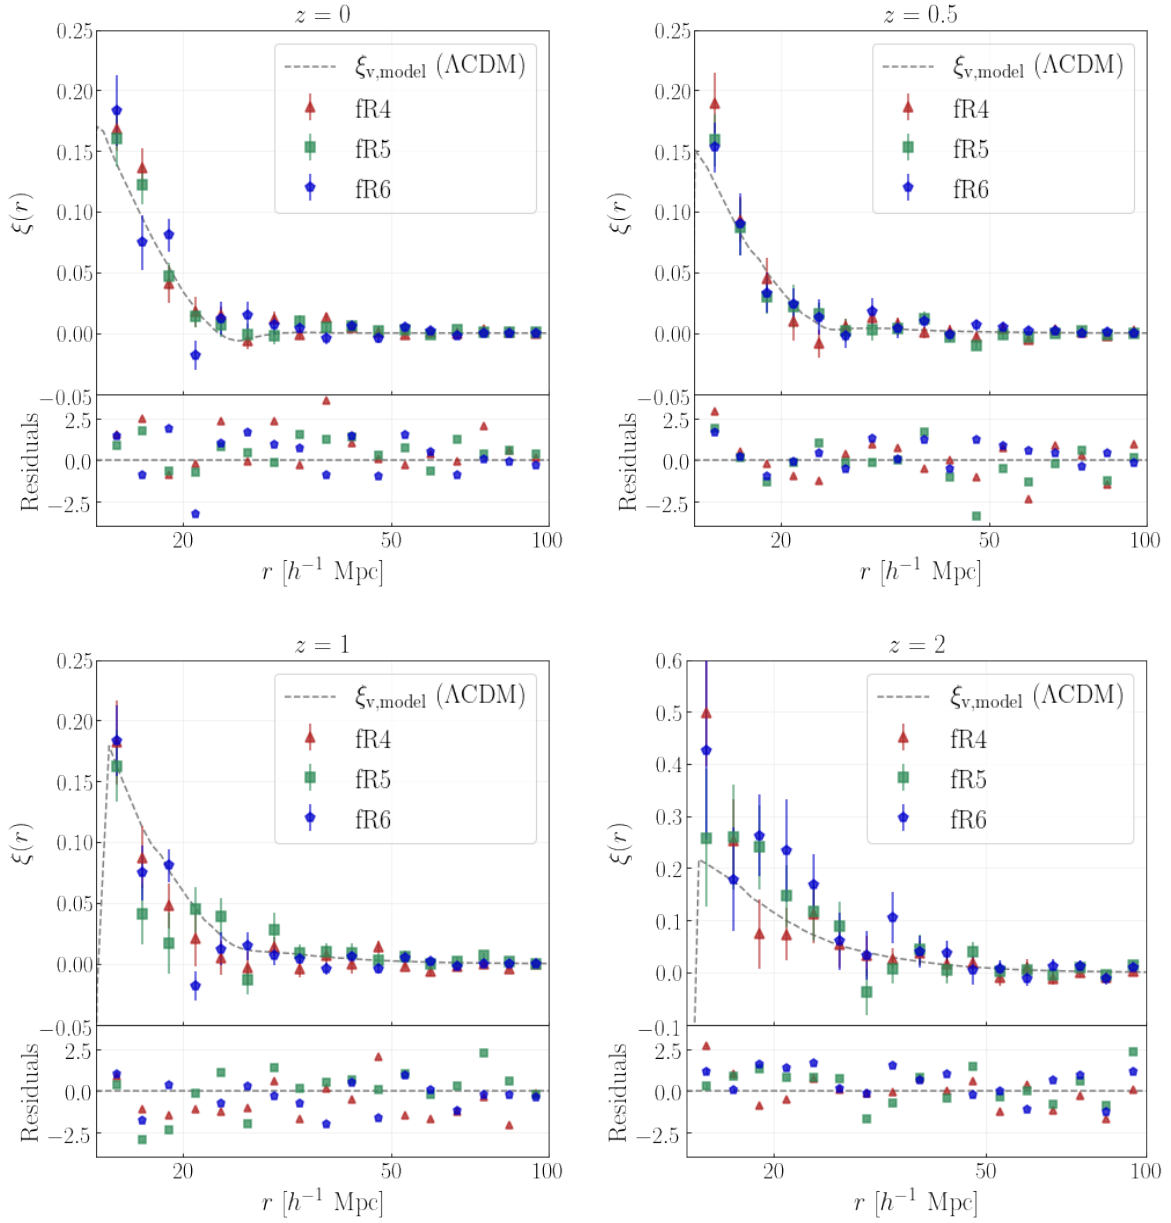 z = 0
0.25
0.20
0.15
0.10
0.05
0.00
−0.05
ξ(r)
ξv,model (ΛCDM)
fR4
fR5
fR6
2.5
0.0
−2.5
Residuals
20
50
100
r [h⁻¹ Mpc]
z = 0.5
0.25
0.20
0.15
0.10
0.05
0.00
−0.05
ξ(r)
ξv,model (ΛCDM)
fR4
fR5
fR6
2.5
0.0
−2.5
Residuals
20
50
100
r [h⁻¹ Mpc]
z = 1
0.25
0.20
0.15
0.10
0.05
0.00
−0.05
ξ(r)
ξv,model (ΛCDM)
fR4
fR5
fR6
2.5
0.0
−2.5
Residuals
20
50
100
r [h⁻¹ Mpc]
z = 2
0.6
0.5
0.4
0.3
0.2
0.1
0.0
−0.1
ξ(r)
ξv,model (ΛCDM)
fR4
fR5
fR6
2.5
0.0
−2.5
Residuals
20
50
100
r [h⁻¹ Mpc]